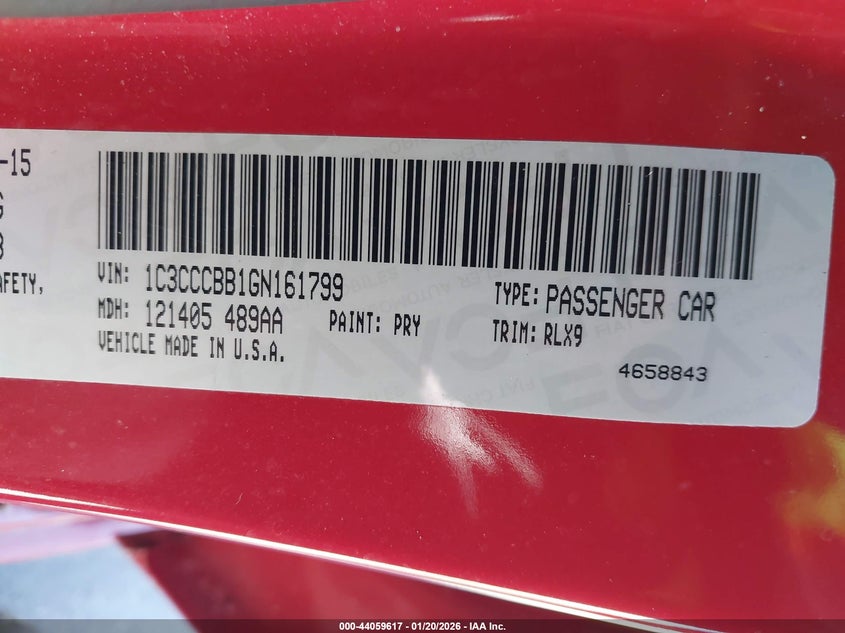 -15
G
8
AFETY,
VIN: 1C3CCCBB1GN161799
TYPE: PASSENGER CAR
MDH: 121405 489AA
PAINT: PRY
TRIM: RLX9
VEHICLE MADE IN U.S.A.
4658843
000-44059617 - 01/20/2026 - IAA Inc.